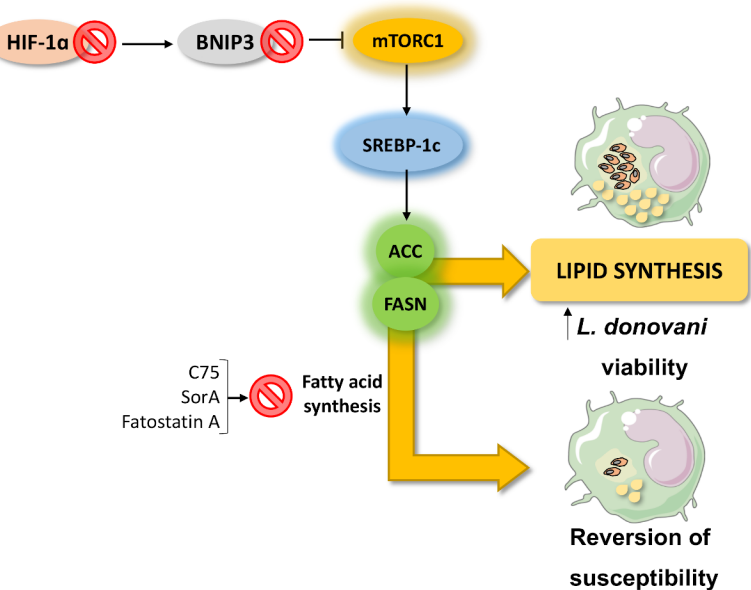 HIF-1α
BNIP3
mTORC1
SREBP-1c
ACC
FASN
LIPID SYNTHESIS
L. donovani
viability
C75
SorA
Fatostatin A
Fatty acid
synthesis
Reversion of
susceptibility